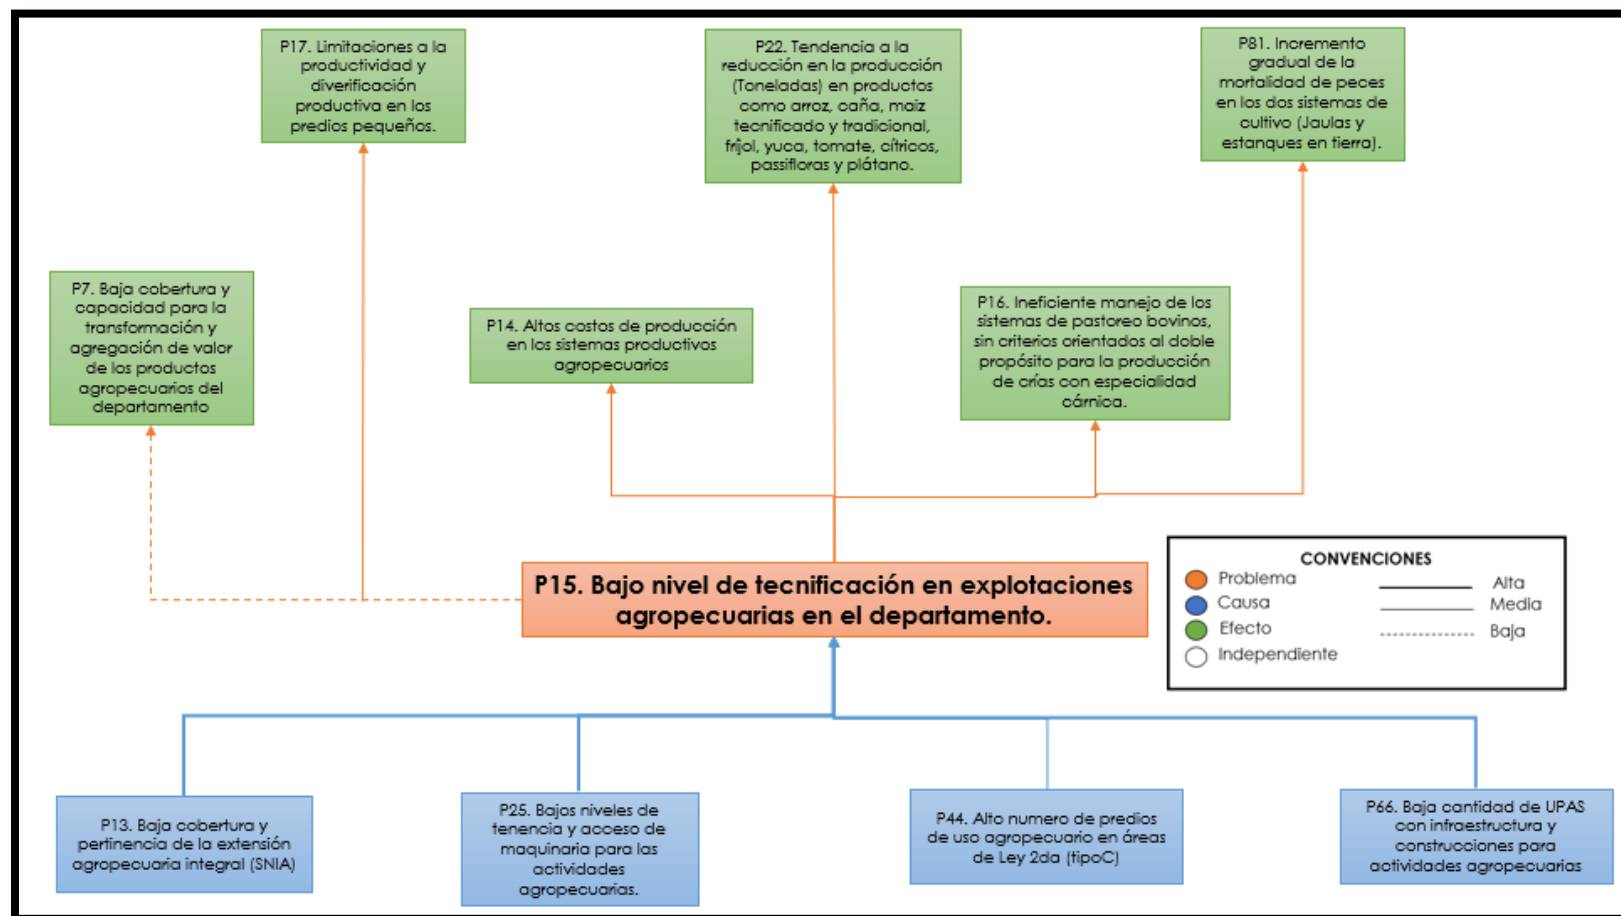 P17. Limitaciones a la
productividad y
diverificación
productiva en los
predios pequeños.
P22. Tendencia a la
reducción en la producción
(Toneladas) en productos
como arroz, caña, maiz
tecnificado y tradicional,
frijol, yuca, tomate, cítricos,
passifloras y plátano.
P81. Incremento
gradual de la
mortalidad de peces
en los dos sistemas de
cultivo (Jaulas y
estanques en tierra).
P7. Baja cobertura y
capacidad para la
transformación y
agregación de valor
de los productos
agropecuarios del
departamento
P14. Altos costos de producción
en los sistemas productivos
agropecuarios
P16. Ineficiente manejo de los
sistemas de pastoreo bovinos,
sin criterios orientados al doble
propósito para la producción
de crías con especialidad
cárnica.
P15. Bajo nivel de tecnificación en explotaciones
agropecuarias en el departamento.
CONVENCIONES
Problema
Causa
Efecto
Independiente
Alta
Media
Baja
P13. Baja cobertura y
pertinencia de la extensión
agropecuaria integral (SNIA)
P25. Bajos niveles de
tenencia y acceso de
maquinaria para las
actividades
agropecuarias.
P44. Alto numero de predios
de uso agropecuario en áreas
de Ley 2da (tipoC)
P66. Baja cantidad de UPAS
con infraestructura y
construcciones para
actividades agropecuarias